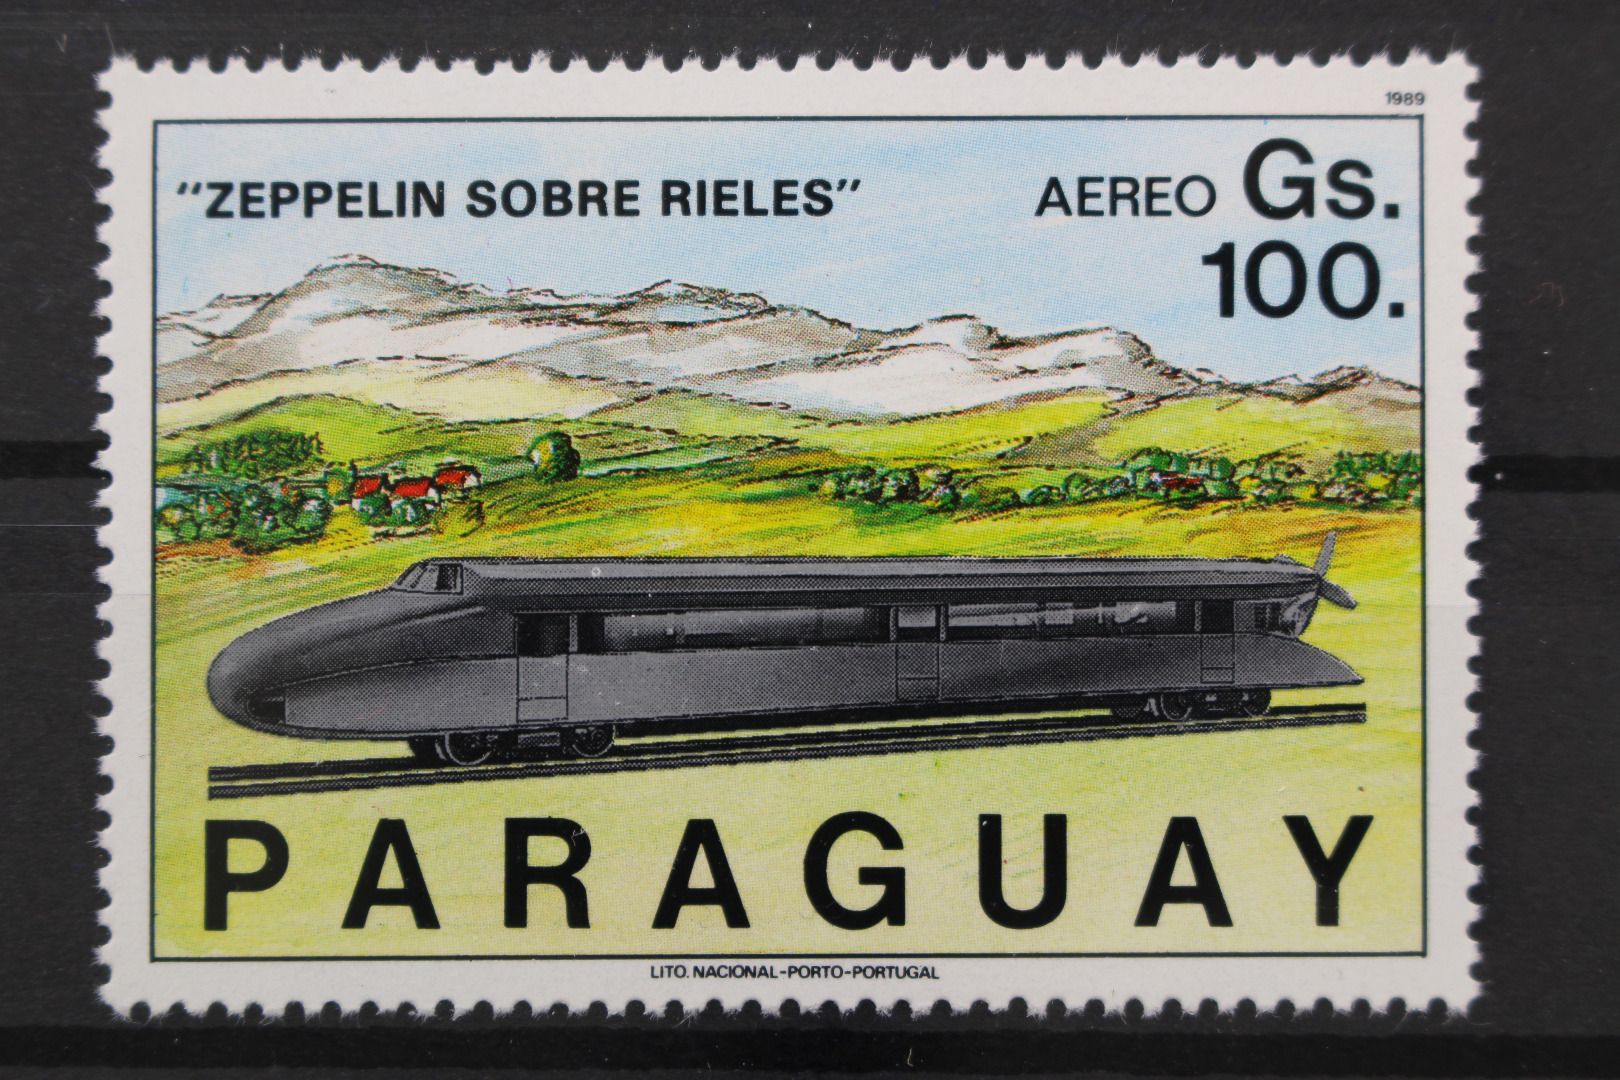 1989
"ZEPPELIN SOBRE RIELES"
AEREO Gs.
100.
PARAGUAY
LITO. NACIONAL-PORTO-PORTUGAL